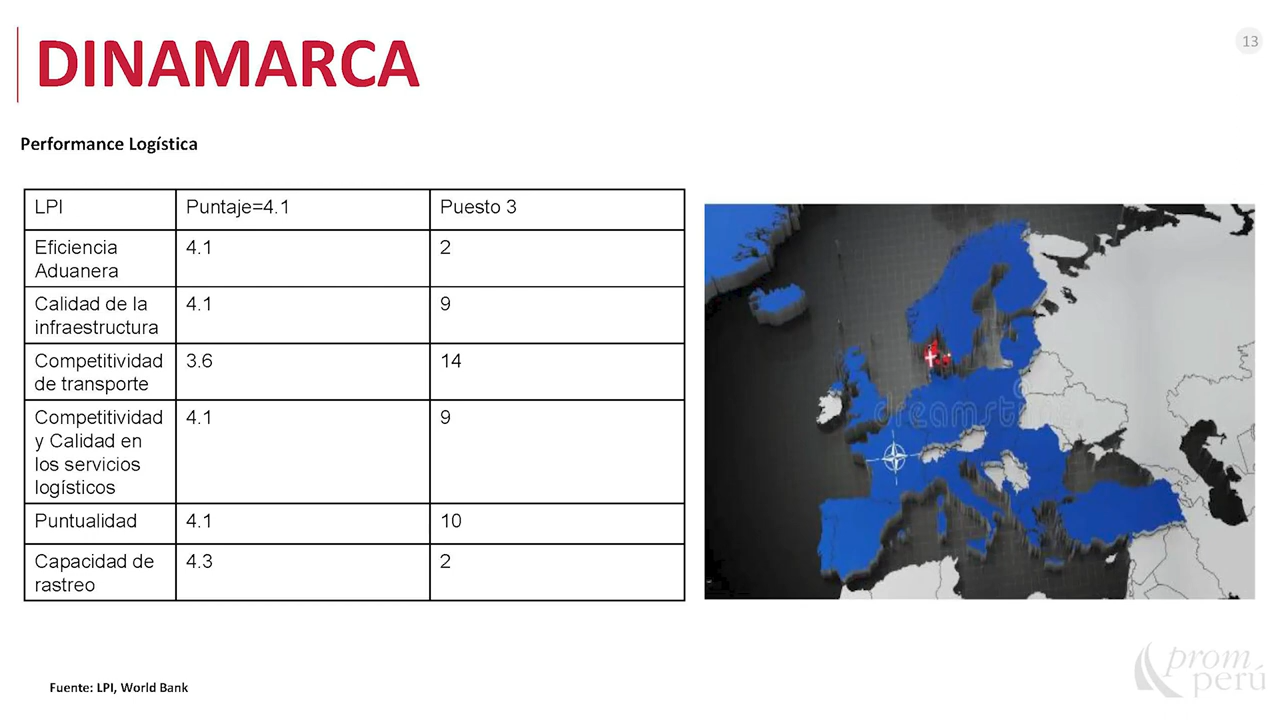 DINAMARCA
13
Performance Logística
LPI
Puntaje=4.1
Puesto 3
Eficiencia
Aduanera
4.1
2
Calidad de la
infraestructura
4.1
9
Competitividad
de transporte
3.6
14
Competitividad
y Calidad en
los servicios
logísticos
4.1
9
Puntualidad
4.1
10
Capacidad de
rastreo
4.3
2
Fuente: LPI, World Bank
prom
perú